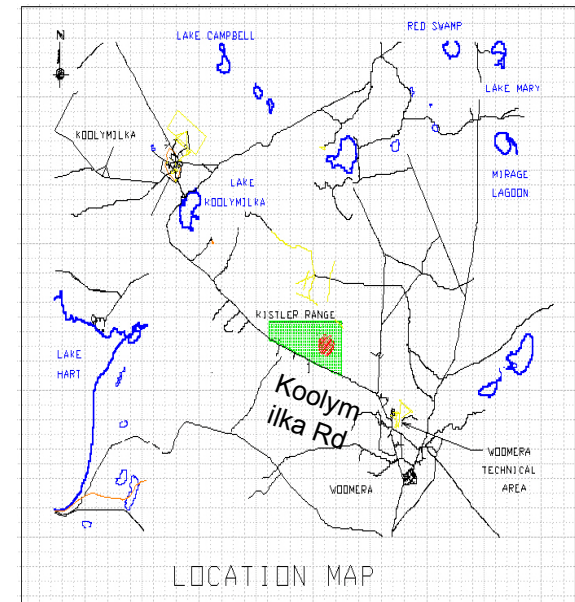 N
LAKE CAMPBELL
RED SWAMP
LAKE MARY
KOOLYMILKA
MIRAGE
LAGOON
LAKE
KOOLYMILKA
KISTLER RANGE
LAKE
HART
Koolym
ilka Rd
WOOMERA
TECHNICAL
AREA
WOOMERA
LOCATION MAP